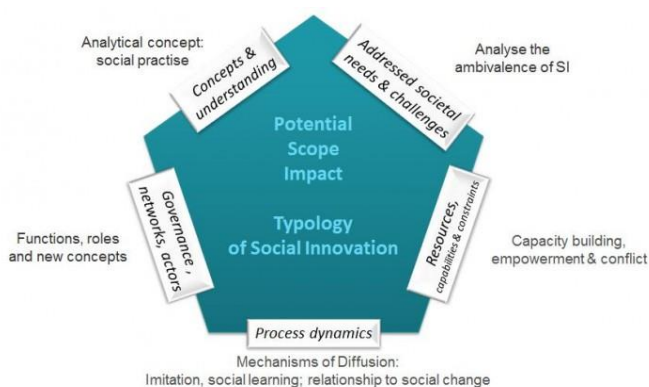 Analytical concept:
social practise
Concepts &
understanding
Addressed societal
needs & challenges
Analyse the
ambivalence of SI
Potential
Scope
Impact
Typology
of Social Innovation
Governance ,
networks, actors
Functions, roles
and new concepts
Resources,
capabilities & constraints
Capacity building,
empowerment & conflict
Process dynamics
Mechanisms of Diffusion:
Imitation, social learning; relationship to social change